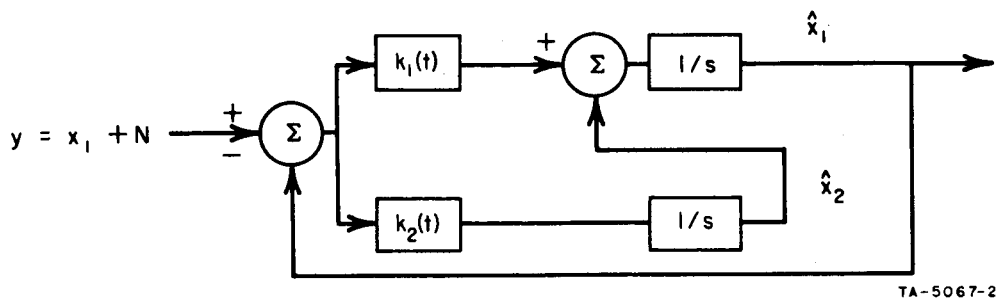 x̂₁
+
k₁(t)
Σ
1/s
y = x₁ + N
+
−
Σ
x̂₂
k₂(t)
1/s
TA-5067-2